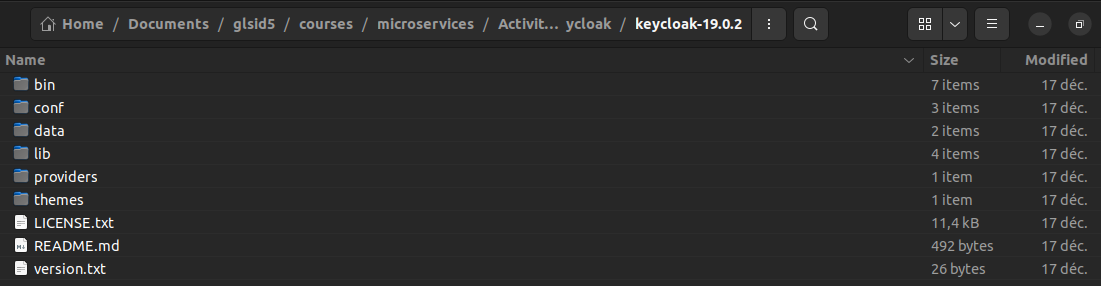 Home / Documents / glsid5 / courses / microservices / Activit… ycloak / keycloak-19.0.2
Name Size Modified
bin 7 items 17 déc.
conf 3 items 17 déc.
data 2 items 17 déc.
lib 4 items 17 déc.
providers 1 item 17 déc.
themes 1 item 17 déc.
LICENSE.txt 11,4 kB 17 déc.
README.md 492 bytes 17 déc.
version.txt 26 bytes 17 déc.